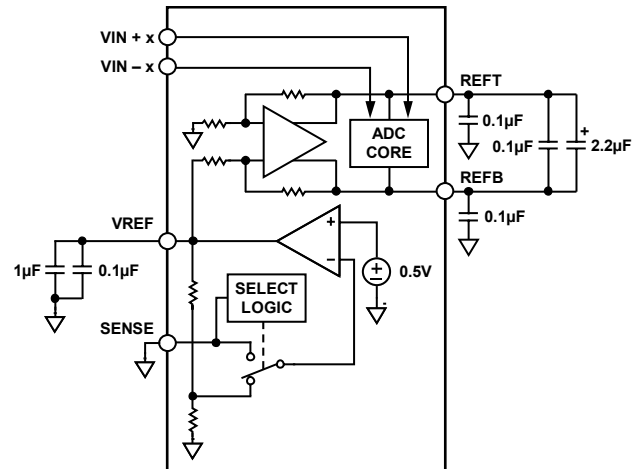 VIN + x
VIN – x
REFT
0.1µF
ADC
CORE
0.1µF
2.2µF
+
REFB
0.1µF
VREF
+
–
0.5V
1µF
0.1µF
SELECT
LOGIC
SENSE